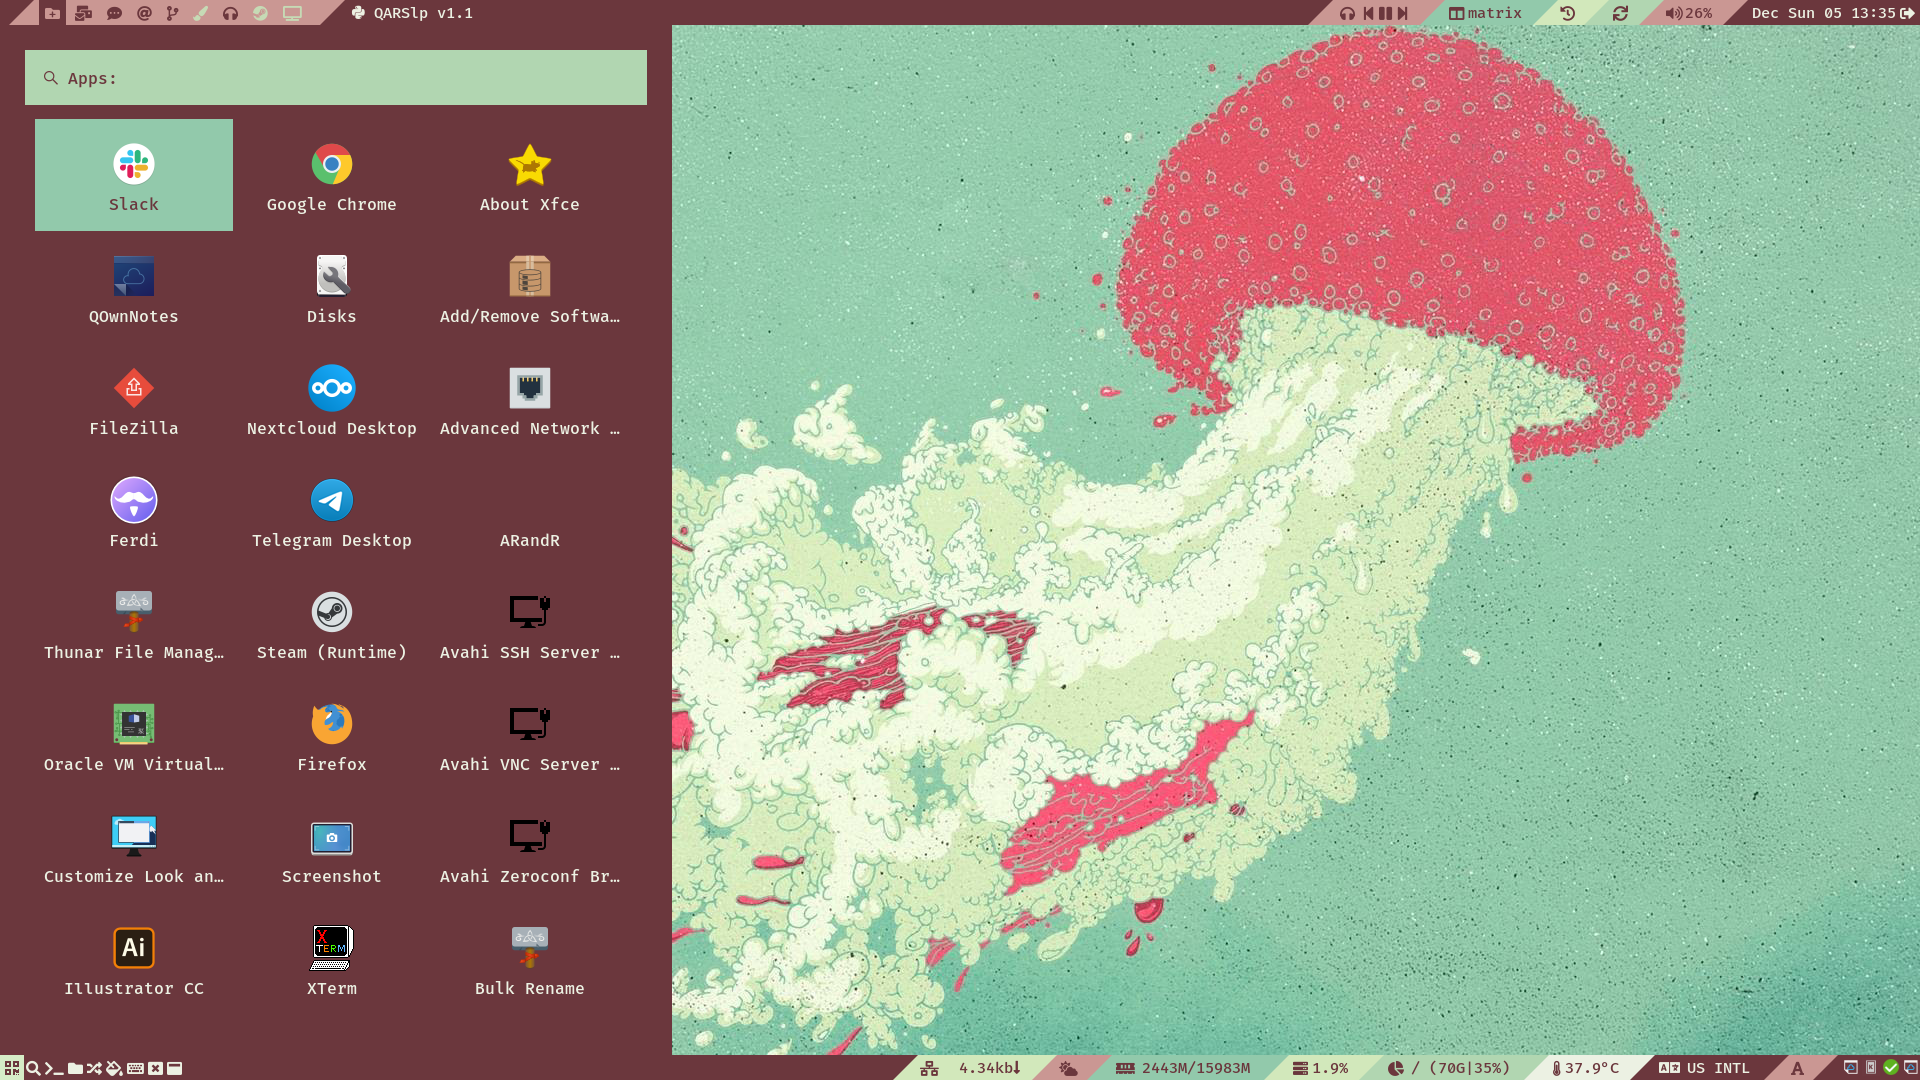 QARSlp v1.1
matrix
26%
Dec Sun 05 13:35
Apps:
Slack
Google Chrome
About Xfce
QOwnNotes
Disks
Add/Remove Softwa…
FileZilla
Nextcloud Desktop
Advanced Network …
Ferdi
Telegram Desktop
ARandR
Thunar File Manag…
Steam (Runtime)
Avahi SSH Server …
Oracle VM Virtual…
Firefox
Avahi VNC Server …
Customize Look an…
Screenshot
Avahi Zeroconf Br…
Ai
Illustrator CC
X
TERM
XTerm
Bulk Rename
4.34kb↓
2443M/15983M
1.9%
/ (70G|35%)
37.9°C
US INTL
A